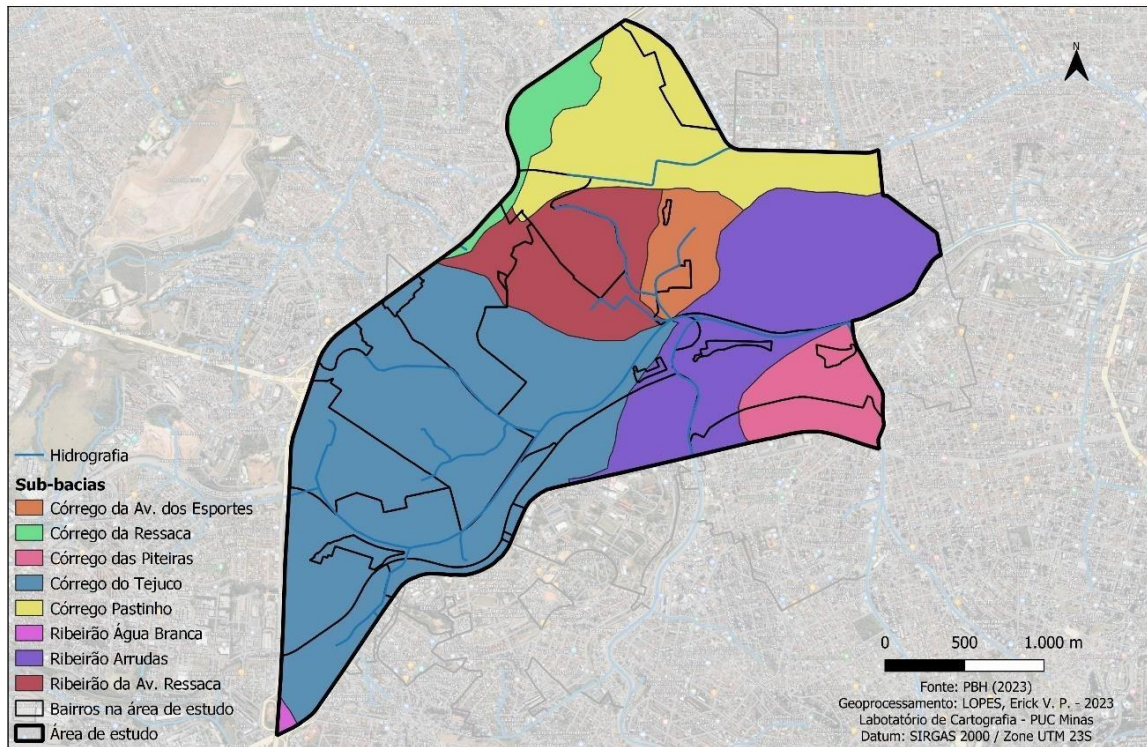 N
Hidrografia
Sub-bacias
Córrego da Av. dos Esportes
Córrego da Ressaca
Córrego das Piteiras
Córrego do Tejuco
Córrego Pastinho
Ribeirão Água Branca
Ribeirão Arrudas
Ribeirão da Av. Ressaca
Bairros na área de estudo
Área de estudo
0 500 1.000 m
Fonte: PBH (2023)
Geoprocessamento: LOPES, Erick V. P. - 2023
Labotatório de Cartografia - PUC Minas
Datum: SIRGAS 2000 / Zone UTM 23S